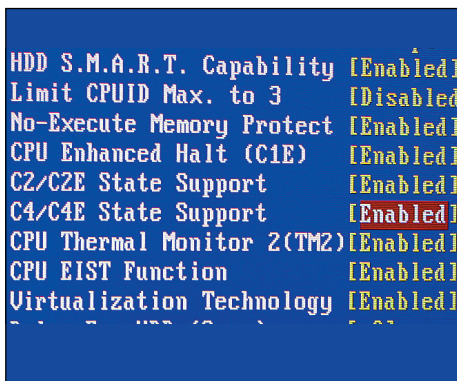 HDD S.M.A.R.T. Capability [Enabled]
Limit CPUID Max. to 3 [Disabled
No-Execute Memory Protect [Enabled]
CPU Enhanced Halt (C1E) [Enabled]
C2/C2E State Support [Enabled]
C4/C4E State Support [Enabled]
CPU Thermal Monitor 2(TM2)[Enabled]
CPU EIST Function [Enabled]
Virtualization Technology [Enabled]